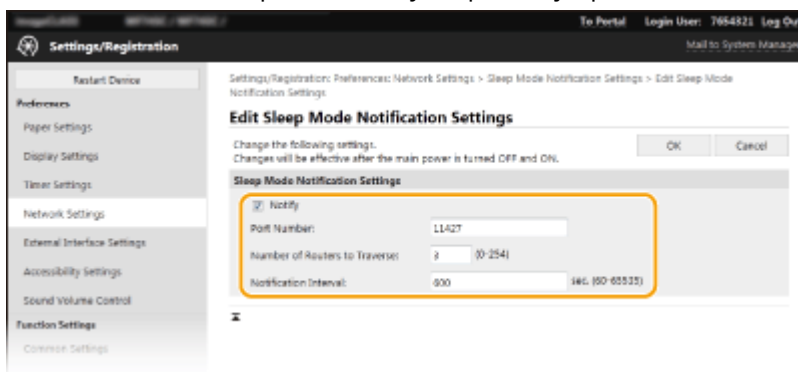 To Portal Login User: 7654321 Log Ou
Settings/Registration
Mail to System Manage
Restart Device
Settings/Registration: Preferences: Network Settings > Sleep Mode Notification Settings > Edit Sleep Mode
Notification Settings
Preferences
Paper Settings
Display Settings
Timer Settings
Network Settings
External Interface Settings
Accessibility Settings
Sound Volume Control
Function Settings
Common Settings
Edit Sleep Mode Notification Settings
Change the following settings.
Changes will be effective after the main power is turned OFF and ON.
OK Cancel
Sleep Mode Notification Settings
Notify
Port Number: 11427
Number of Routers to Traverse: 3 (0-254)
Notification Interval: 600 sec. (60-65535)